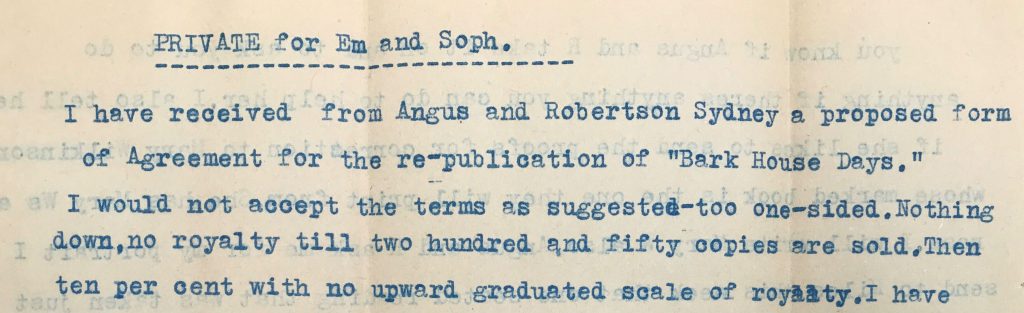 PRIVATE for Em and Soph.
I have received from Angus and Robertson Sydney a proposed form
of Agreement for the re-publication of "Bark House Days."
I would not accept the terms as suggested-too one-sided.Nothing
down,no royalty till two hundred and fifty copies are sold.Then
ten per cent with no upward graduated scale of royalty.I have